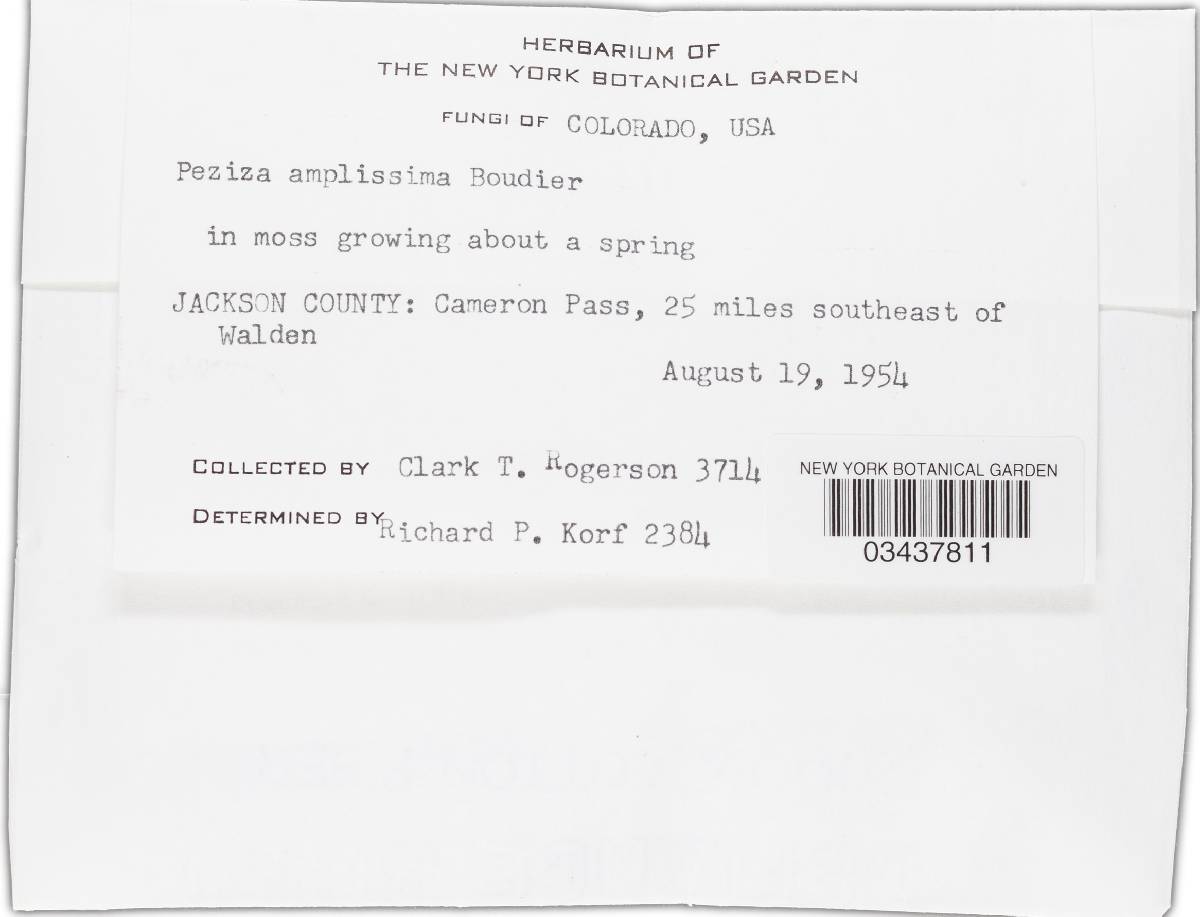 HERBARIUM OF
THE NEW YORK BOTANICAL GARDEN
FUNGI OF COLORADO, USA
Peziza amplissima Boudier
in moss growing about a spring
JACKSON COUNTY: Cameron Pass, 25 miles southeast of
Walden
August 19, 1954
COLLECTED BY Clark T. Rogerson 3714
DETERMINED BY Richard P. Korf 2384
NEW YORK BOTANICAL GARDEN
03437811